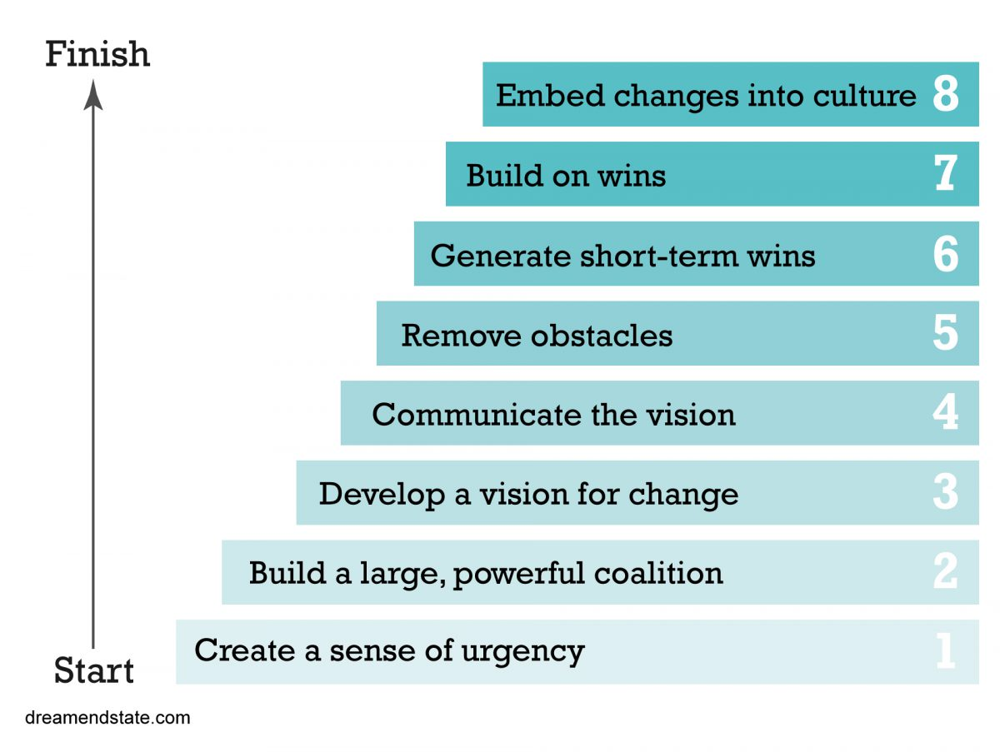 Finish
Embed changes into culture 8
Build on wins 7
Generate short-term wins 6
Remove obstacles 5
Communicate the vision 4
Develop a vision for change 3
Build a large, powerful coalition 2
Create a sense of urgency 1
Start
dreamendstate.com